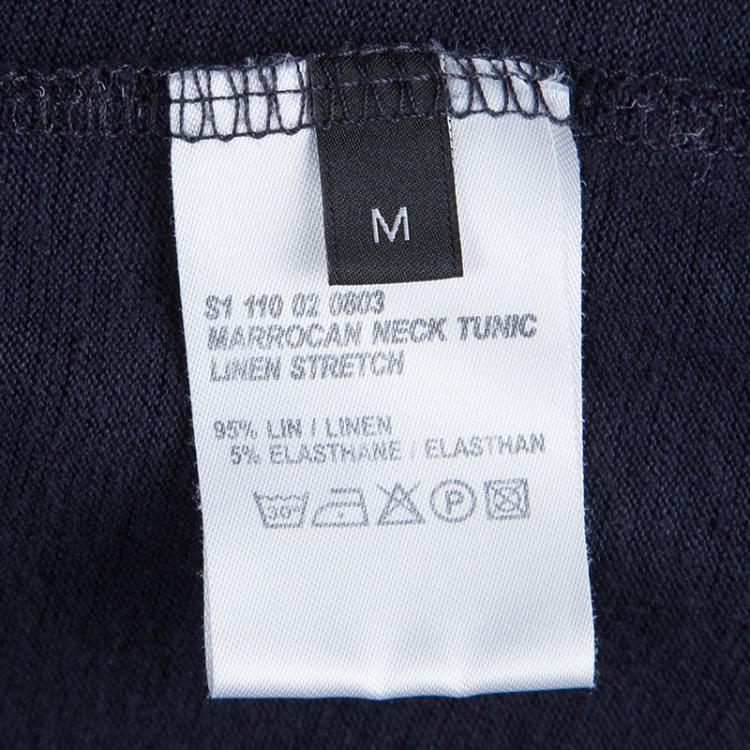 M
S1 110 02 0803
MARROCAN NECK TUNIC
LINEN STRETCH
95% LIN / LINEN
5% ELASTHANE / ELASTHAN
30° P